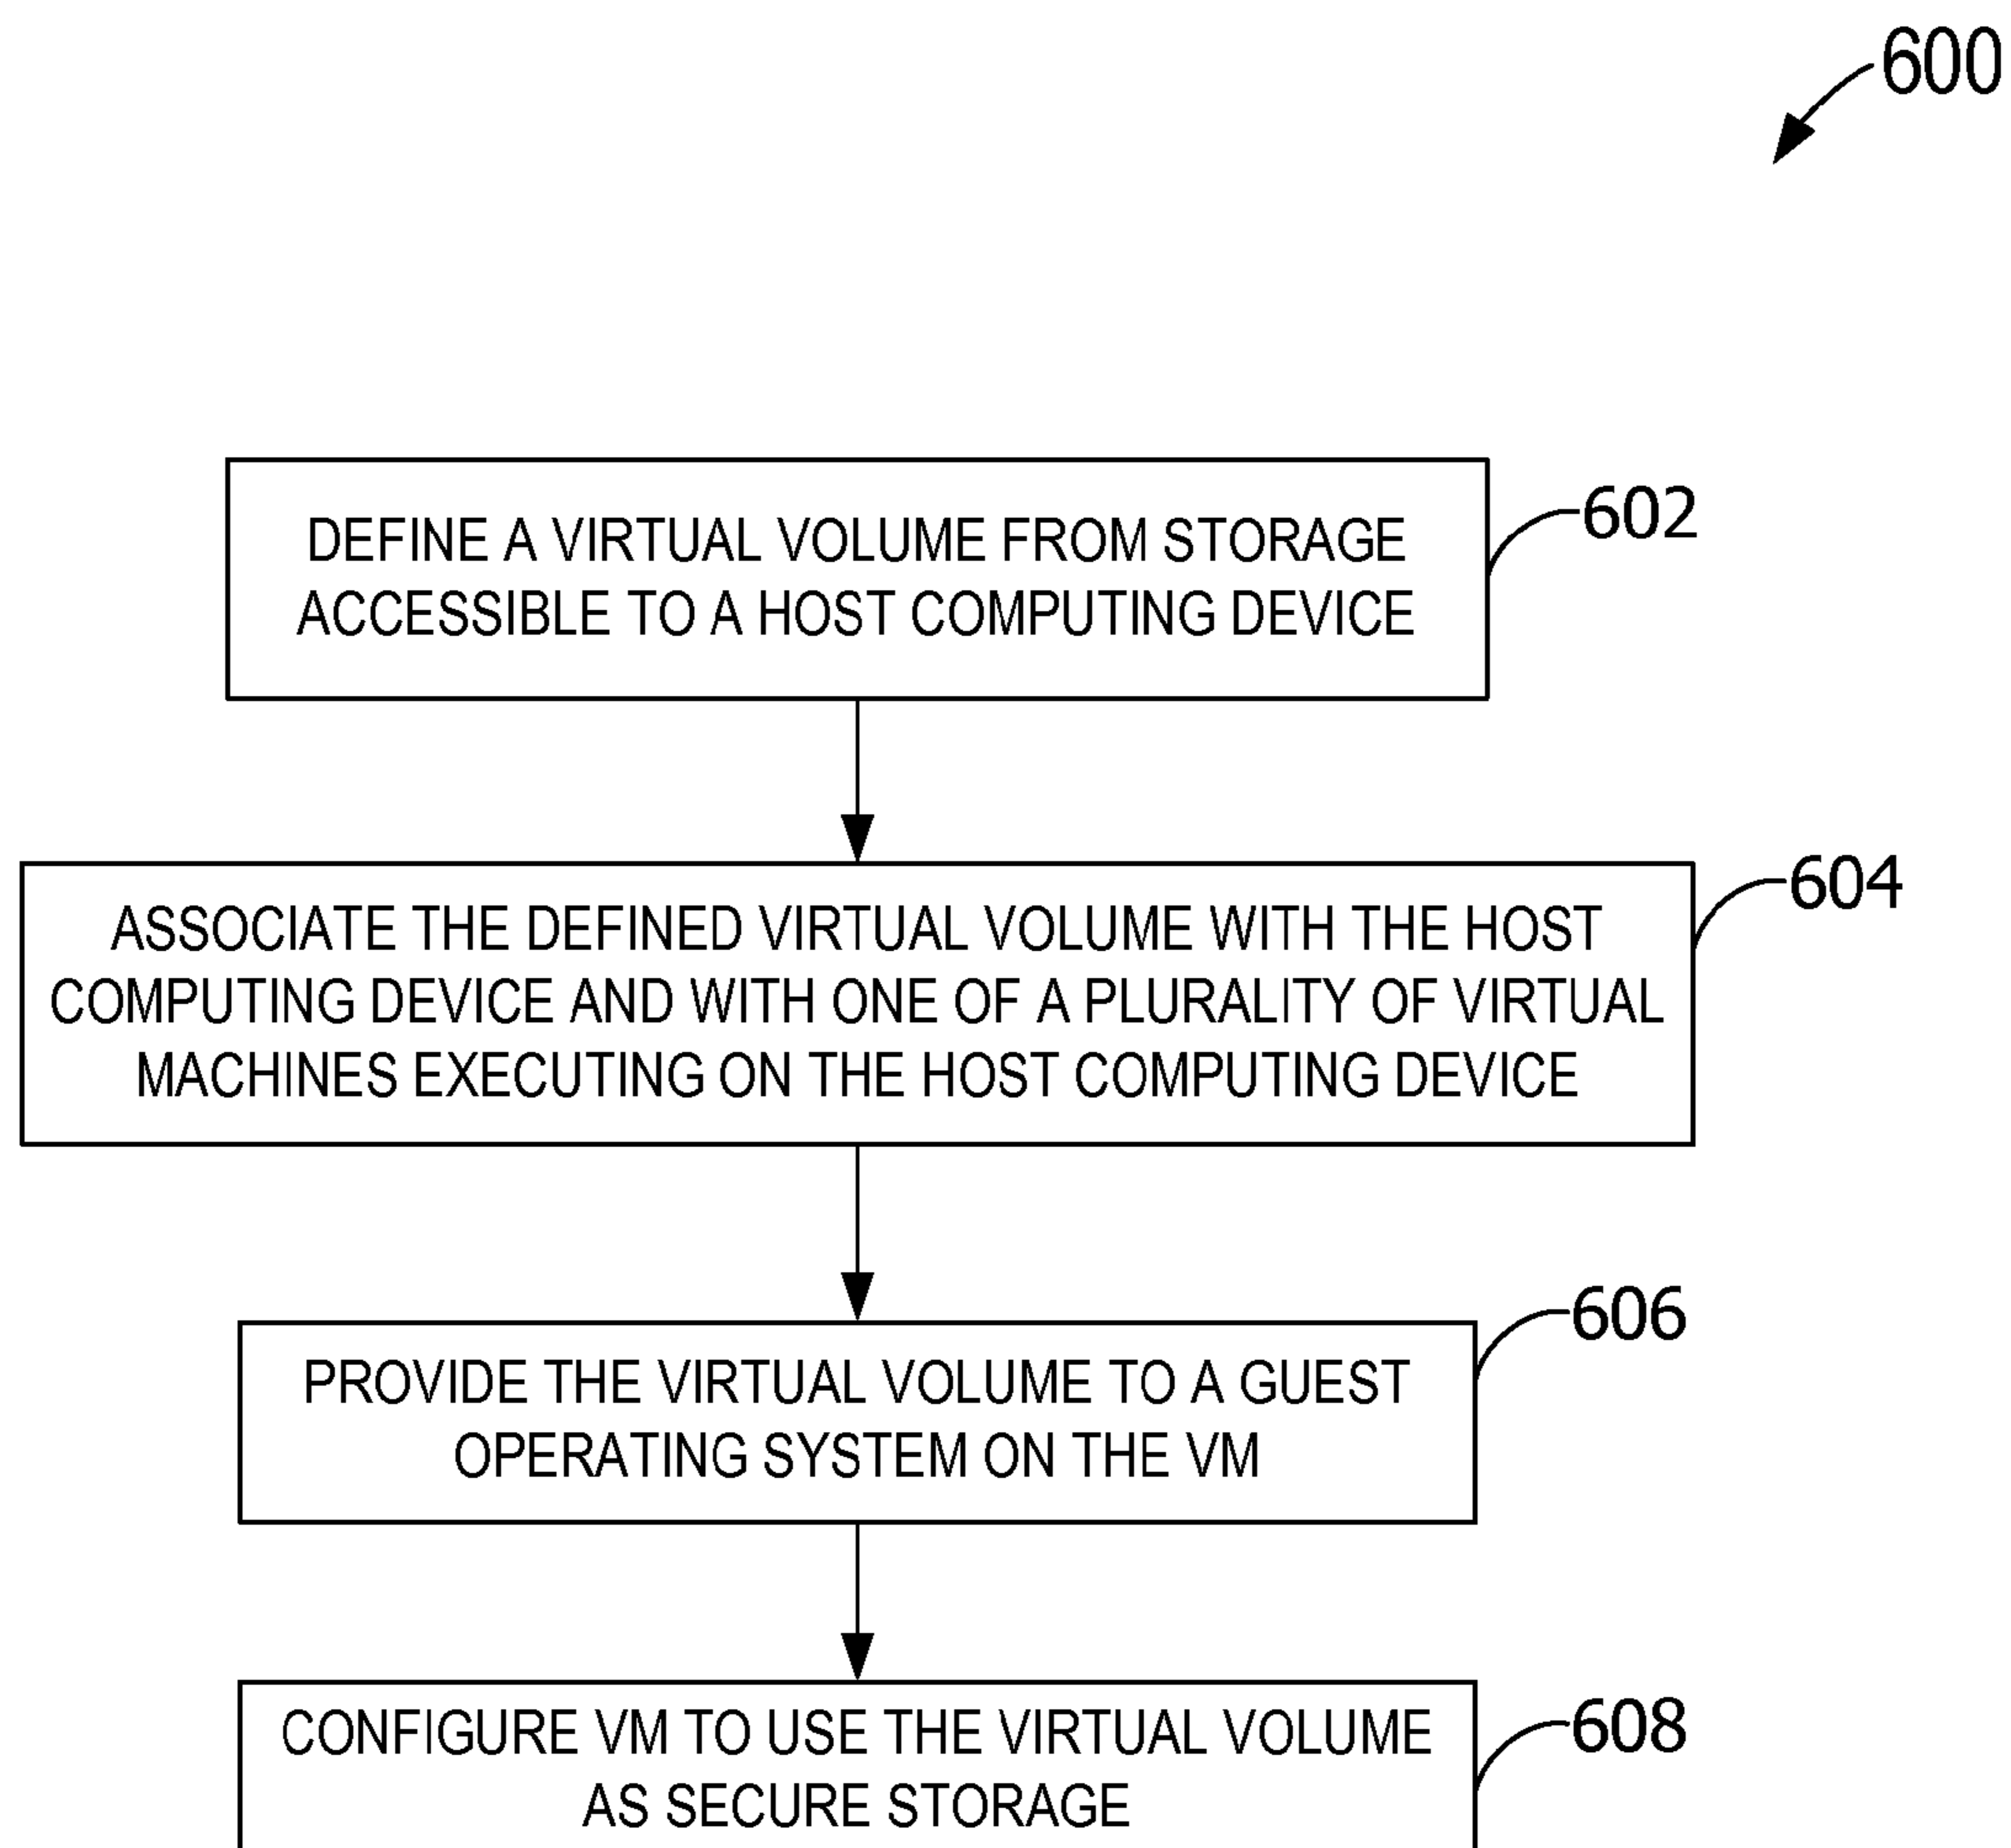 600
DEFINE A VIRTUAL VOLUME FROM STORAGE
ACCESSIBLE TO A HOST COMPUTING DEVICE
602
ASSOCIATE THE DEFINED VIRTUAL VOLUME WITH THE HOST
COMPUTING DEVICE AND WITH ONE OF A PLURALITY OF VIRTUAL
MACHINES EXECUTING ON THE HOST COMPUTING DEVICE
604
PROVIDE THE VIRTUAL VOLUME TO A GUEST
OPERATING SYSTEM ON THE VM
606
CONFIGURE VM TO USE THE VIRTUAL VOLUME
AS SECURE STORAGE
608